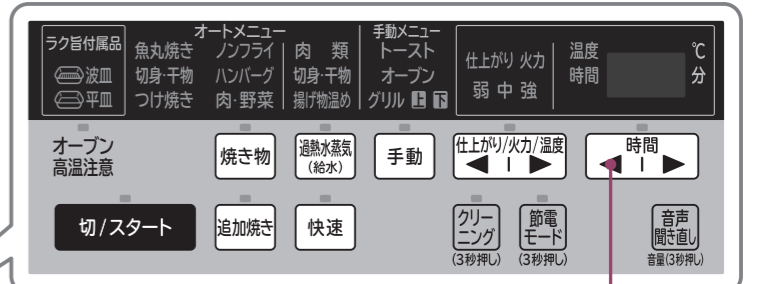 オートメニュー
手動メニュー
ラク旨付属品
波皿
平皿
魚丸焼き ノンフライ 肉 類
切身・干物 ハンバーグ 切身・干物
つけ焼き 肉・野菜 揚げ物温め
トースト
オーブン
グリル 上 下
仕上がり 火力
弱 中 強
温度
時間
℃
分
オーブン
高温注意
焼き物
過熱水蒸気
(給水)
手動
仕上がり/火力/温度
時間
切/スタート
追加焼き
快速
クリー
ニング
(3秒押し)
節電
モード
(3秒押し)
音声
聞き直し
音量(3秒押し)